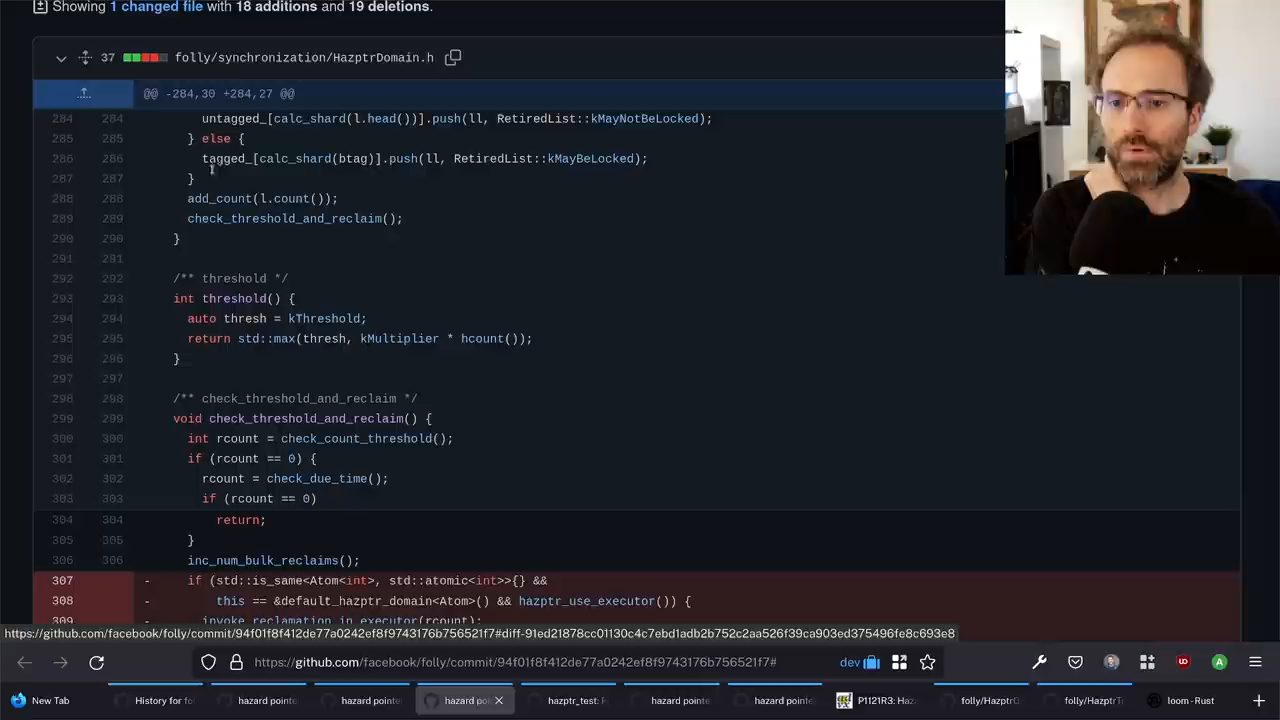 Showing 1 changed file with 18 additions and 19 deletions.
37 folly/synchronization/HazptrDomain.h
@@ -284,30 +284,27 @@
284 284 untagged_[calc_shard(l.head())].push(ll, RetiredList::kMayNotBeLocked);
285 285 } else {
286 286 tagged_[calc_shard(btag)].push(ll, RetiredList::kMayBeLocked);
287 287 }
288 288 add_count(l.count());
289 289 check_threshold_and_reclaim();
290 290 }
291 291
292 292 /** threshold */
293 293 int threshold() {
294 294 auto thresh = kThreshold;
295 295 return std::max(thresh, kMultiplier * hcount());
296 296 }
297 297
298 298 /** check_threshold_and_reclaim */
299 299 void check_threshold_and_reclaim() {
300 300 int rcount = check_count_threshold();
301 301 if (rcount == 0) {
302 302 rcount = check_due_time();
303 303 if (rcount == 0)
304 304 return;
305 305 }
306 306 inc_num_bulk_reclaims();
307 - if (std::is_same<Atom<int>, std::atomic<int>>{} &&
308 - this == &default_hazptr_domain<Atom>() && hazptr_use_executor()) {
309 - invoke_reclamation_in_executor(rcount);
https://github.com/facebook/folly/commit/94f01f8f412de77a0242ef8f9743176b756521f7#diff-91ed21878cc01130c4c7ebd1adb2b752c2aa526f39ca903ed375496fe8c693e8
https://github.com/facebook/folly/commit/94f01f8f412de77a0242ef8f9743176b756521f7# dev
New Tab History for hazard poi hazard point hazard poi hazptr_test: hazard pointe hazard pointe P1121R3: Haz folly/Hazptr folly/HazptrTr loom - Rust